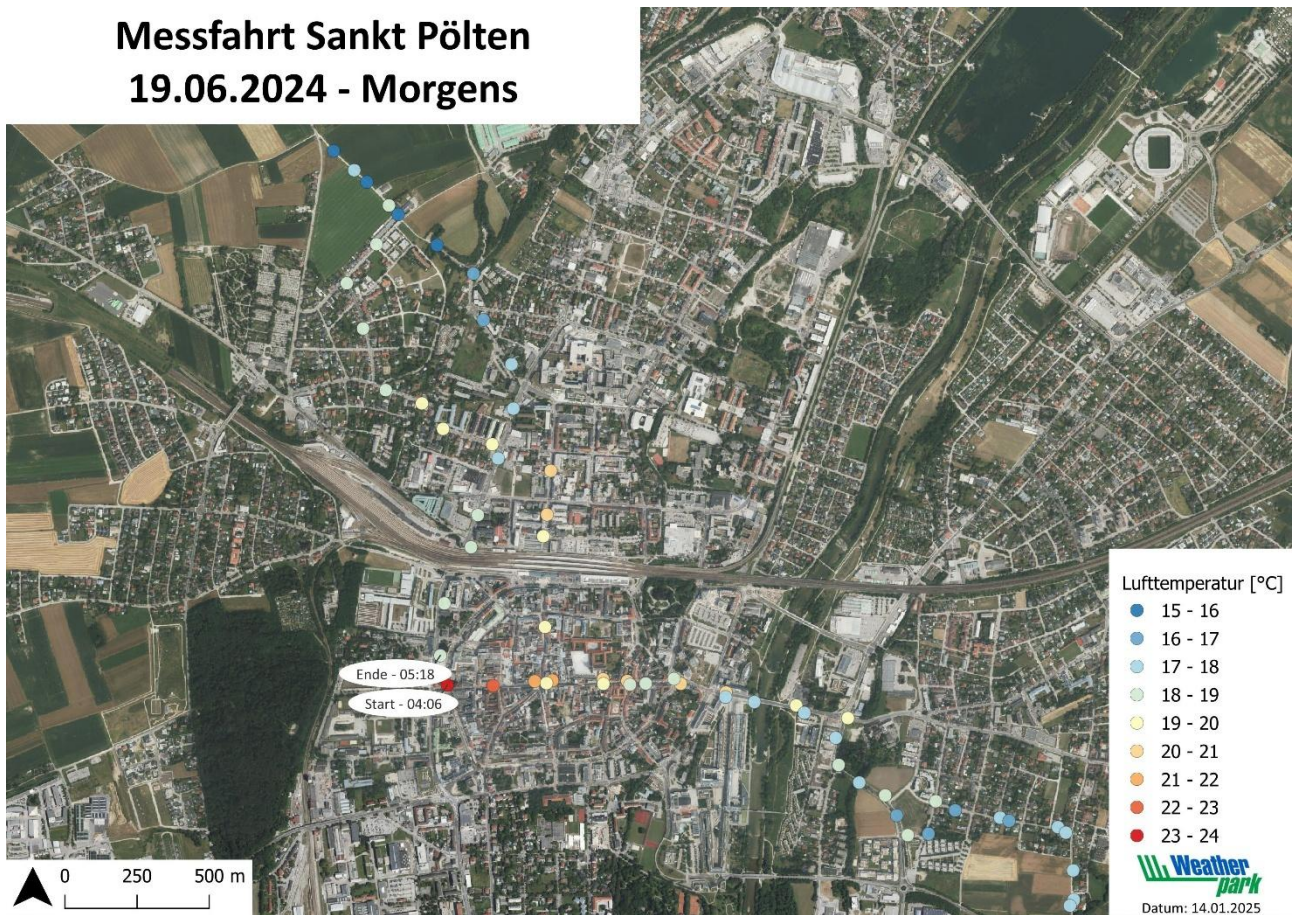 Messfahrt Sankt Pölten
19.06.2024 - Morgens
Ende - 05:18
Start - 04:06
Lufttemperatur [°C]
15 - 16
16 - 17
17 - 18
18 - 19
19 - 20
20 - 21
21 - 22
22 - 23
23 - 24
0 250 500 m
Weather
park
Datum: 14.01.2025